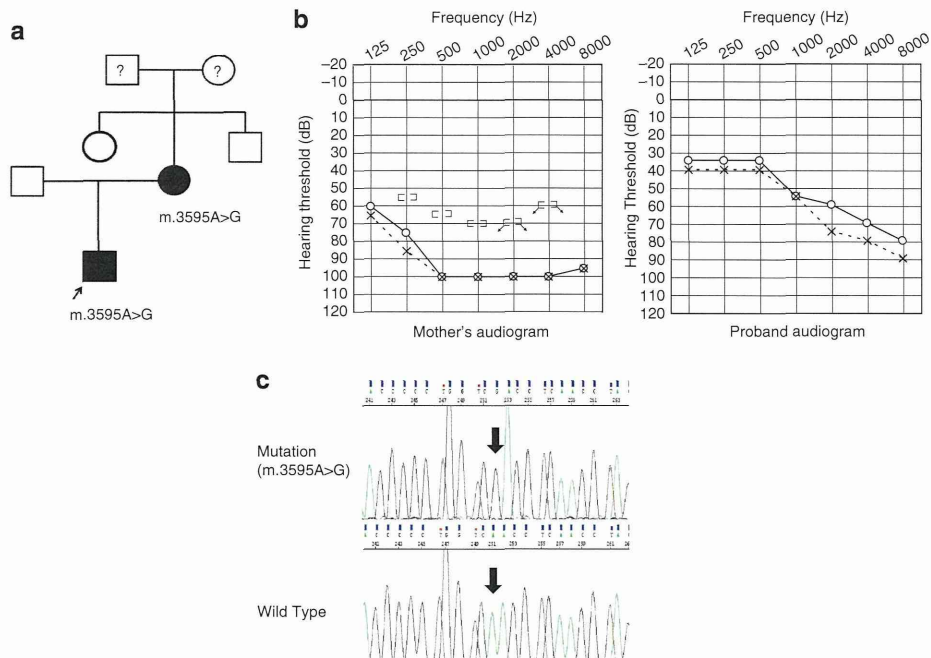 a
?
?
m.3595A>G
m.3595A>G
b
Frequency (Hz)
125 250 500 1000 2000 4000 8000
Hearing threshold (dB)
−20
−10
0
10
20
30
40
50
60
70
80
90
100
110
120
Mother's audiogram
Frequency (Hz)
125 250 500 1000 2000 4000 8000
Hearing Threshold (dB)
−20
−10
0
10
20
30
40
50
60
70
80
90
100
110
120
Proband audiogram
c
Mutation
(m.3595A>G)
Wild Type